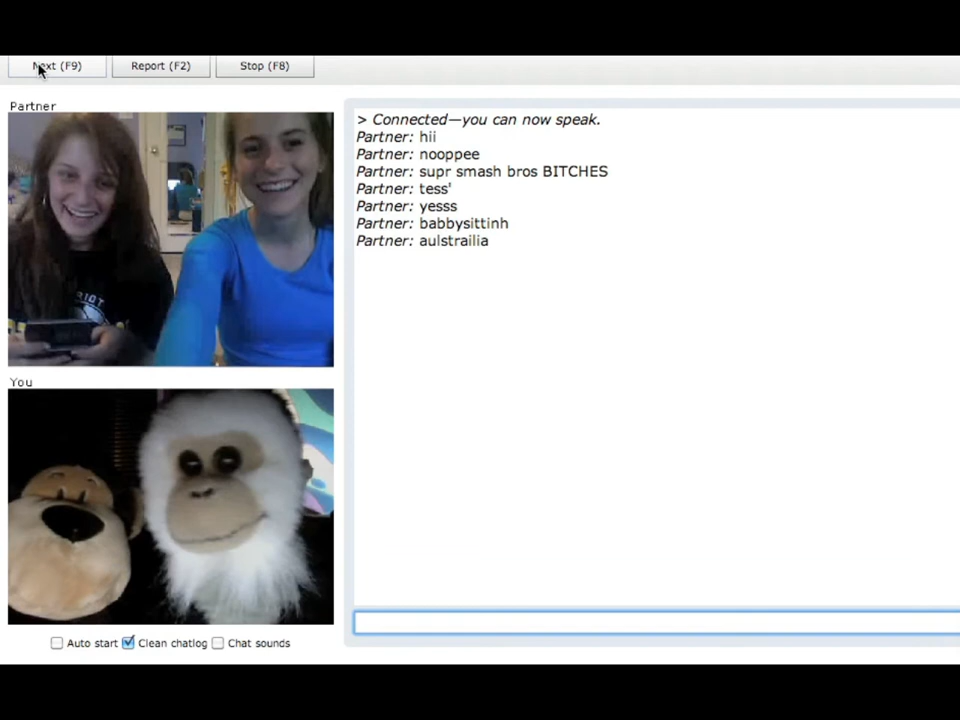 Next (F9) Report (F2) Stop (F8)
Partner
> Connected—you can now speak.
Partner: hii
Partner: nooppee
Partner: supr smash bros BITCHES
Partner: tess'
Partner: yesss
Partner: babbysittinh
Partner: aulstrailia
RIOT
You
Auto start Clean chatlog Chat sounds